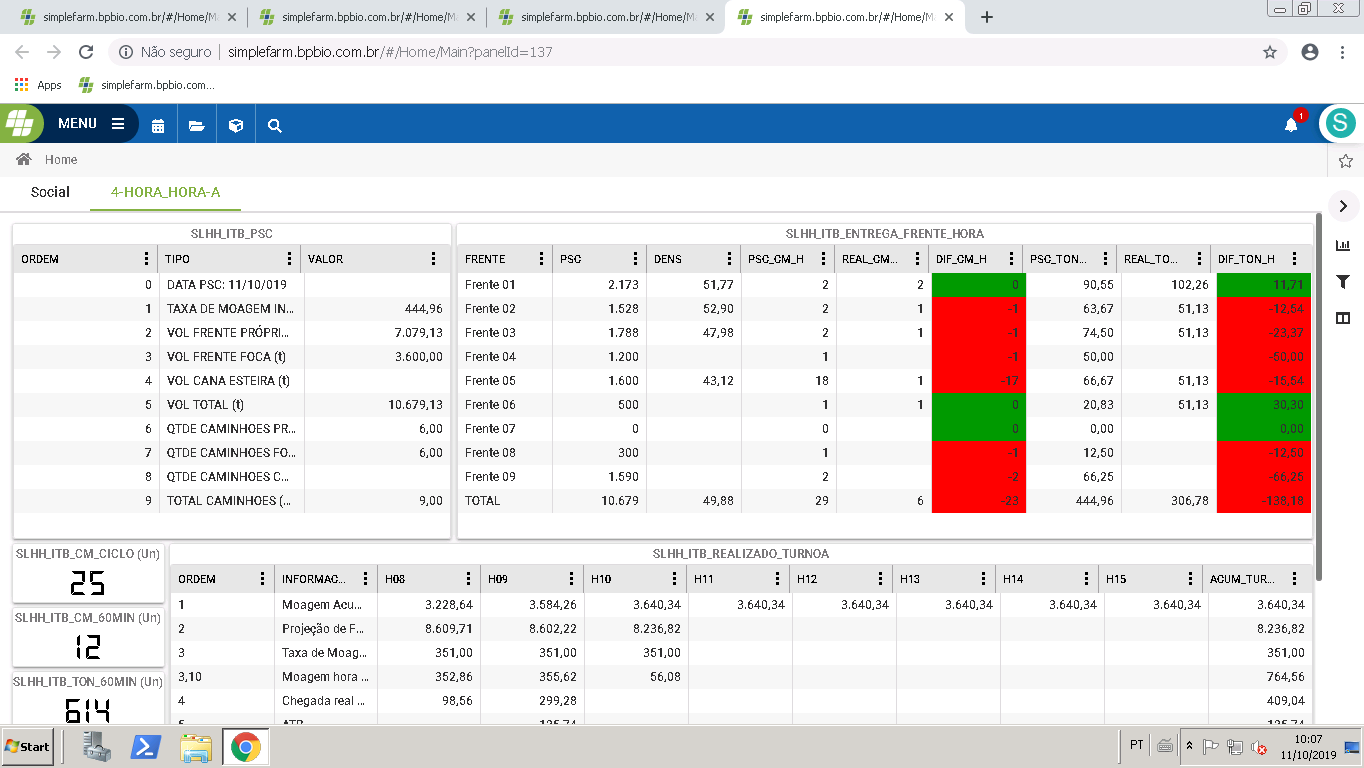 simplefarm.bpbio.com.br/#/Home/M simplefarm.bpbio.com.br/#/Home/M simplefarm.bpbio.com.br/#/Home/M simplefarm.bpbio.com.br/#/Home/M
Não seguro | simplefarm.bpbio.com.br/#/Home/Main?panelId=137
Apps simplefarm.bpbio.com...
MENU 1 S
Home
Social 4-HORA_HORA-A
SLHH_ITB_PSC
ORDEM TIPO VALOR
0 DATA PSC: 11/10/019
1 TAXA DE MOAGEM IN... 444,96
2 VOL FRENTE PRÓPRI... 7.079,13
3 VOL FRENTE FOCA (t) 3.600,00
4 VOL CANA ESTEIRA (t)
5 VOL TOTAL (t) 10.679,13
6 QTDE CAMINHOES PR... 6,00
7 QTDE CAMINHOES FO... 6,00
8 QTDE CAMINHOES C...
9 TOTAL CAMINHOES (... 9,00
SLHH_ITB_ENTREGA_FRENTE_HORA
FRENTE PSC DENS PSC_CM_H REAL_CM... DIF_CM_H PSC_TON... REAL_TO... DIF_TON_H
Frente 01 2.173 51,77 2 2 0 90,55 102,26 11,71
Frente 02 1.528 52,90 2 1 -1 63,67 51,13 -12,54
Frente 03 1.788 47,98 2 1 -1 74,50 51,13 -23,37
Frente 04 1.200 1 -1 50,00 -50,00
Frente 05 1.600 43,12 18 1 -17 66,67 51,13 -15,54
Frente 06 500 1 1 0 20,83 51,13 30,30
Frente 07 0 0 0 0,00 0,00
Frente 08 300 1 -1 12,50 -12,50
Frente 09 1.590 2 -2 66,25 -66,25
TOTAL 10.679 49,88 29 6 -23 444,96 306,78 -138,18
SLHH_ITB_CM_CICLO (Un)
25
SLHH_ITB_CM_60MIN (Un)
12
SLHH_ITB_TON_60MIN (Un)
614
SLHH_ITB_REALIZADO_TURNOA
ORDEM INFORMAC... H08 H09 H10 H11 H12 H13 H14 H15 ACUM_TUR...
1 Moagem Acu... 3.228,64 3.584,26 3.640,34 3.640,34 3.640,34 3.640,34 3.640,34 3.640,34 3.640,34
2 Projeção de F... 8.609,71 8.602,22 8.236,82 8.236,82
3 Taxa de Moag... 351,00 351,00 351,00 351,00
3,10 Moagem hora ... 352,86 355,62 56,08 764,56
4 Chegada real ... 98,56 299,28 409,04
Start PT 10:07
11/10/2019